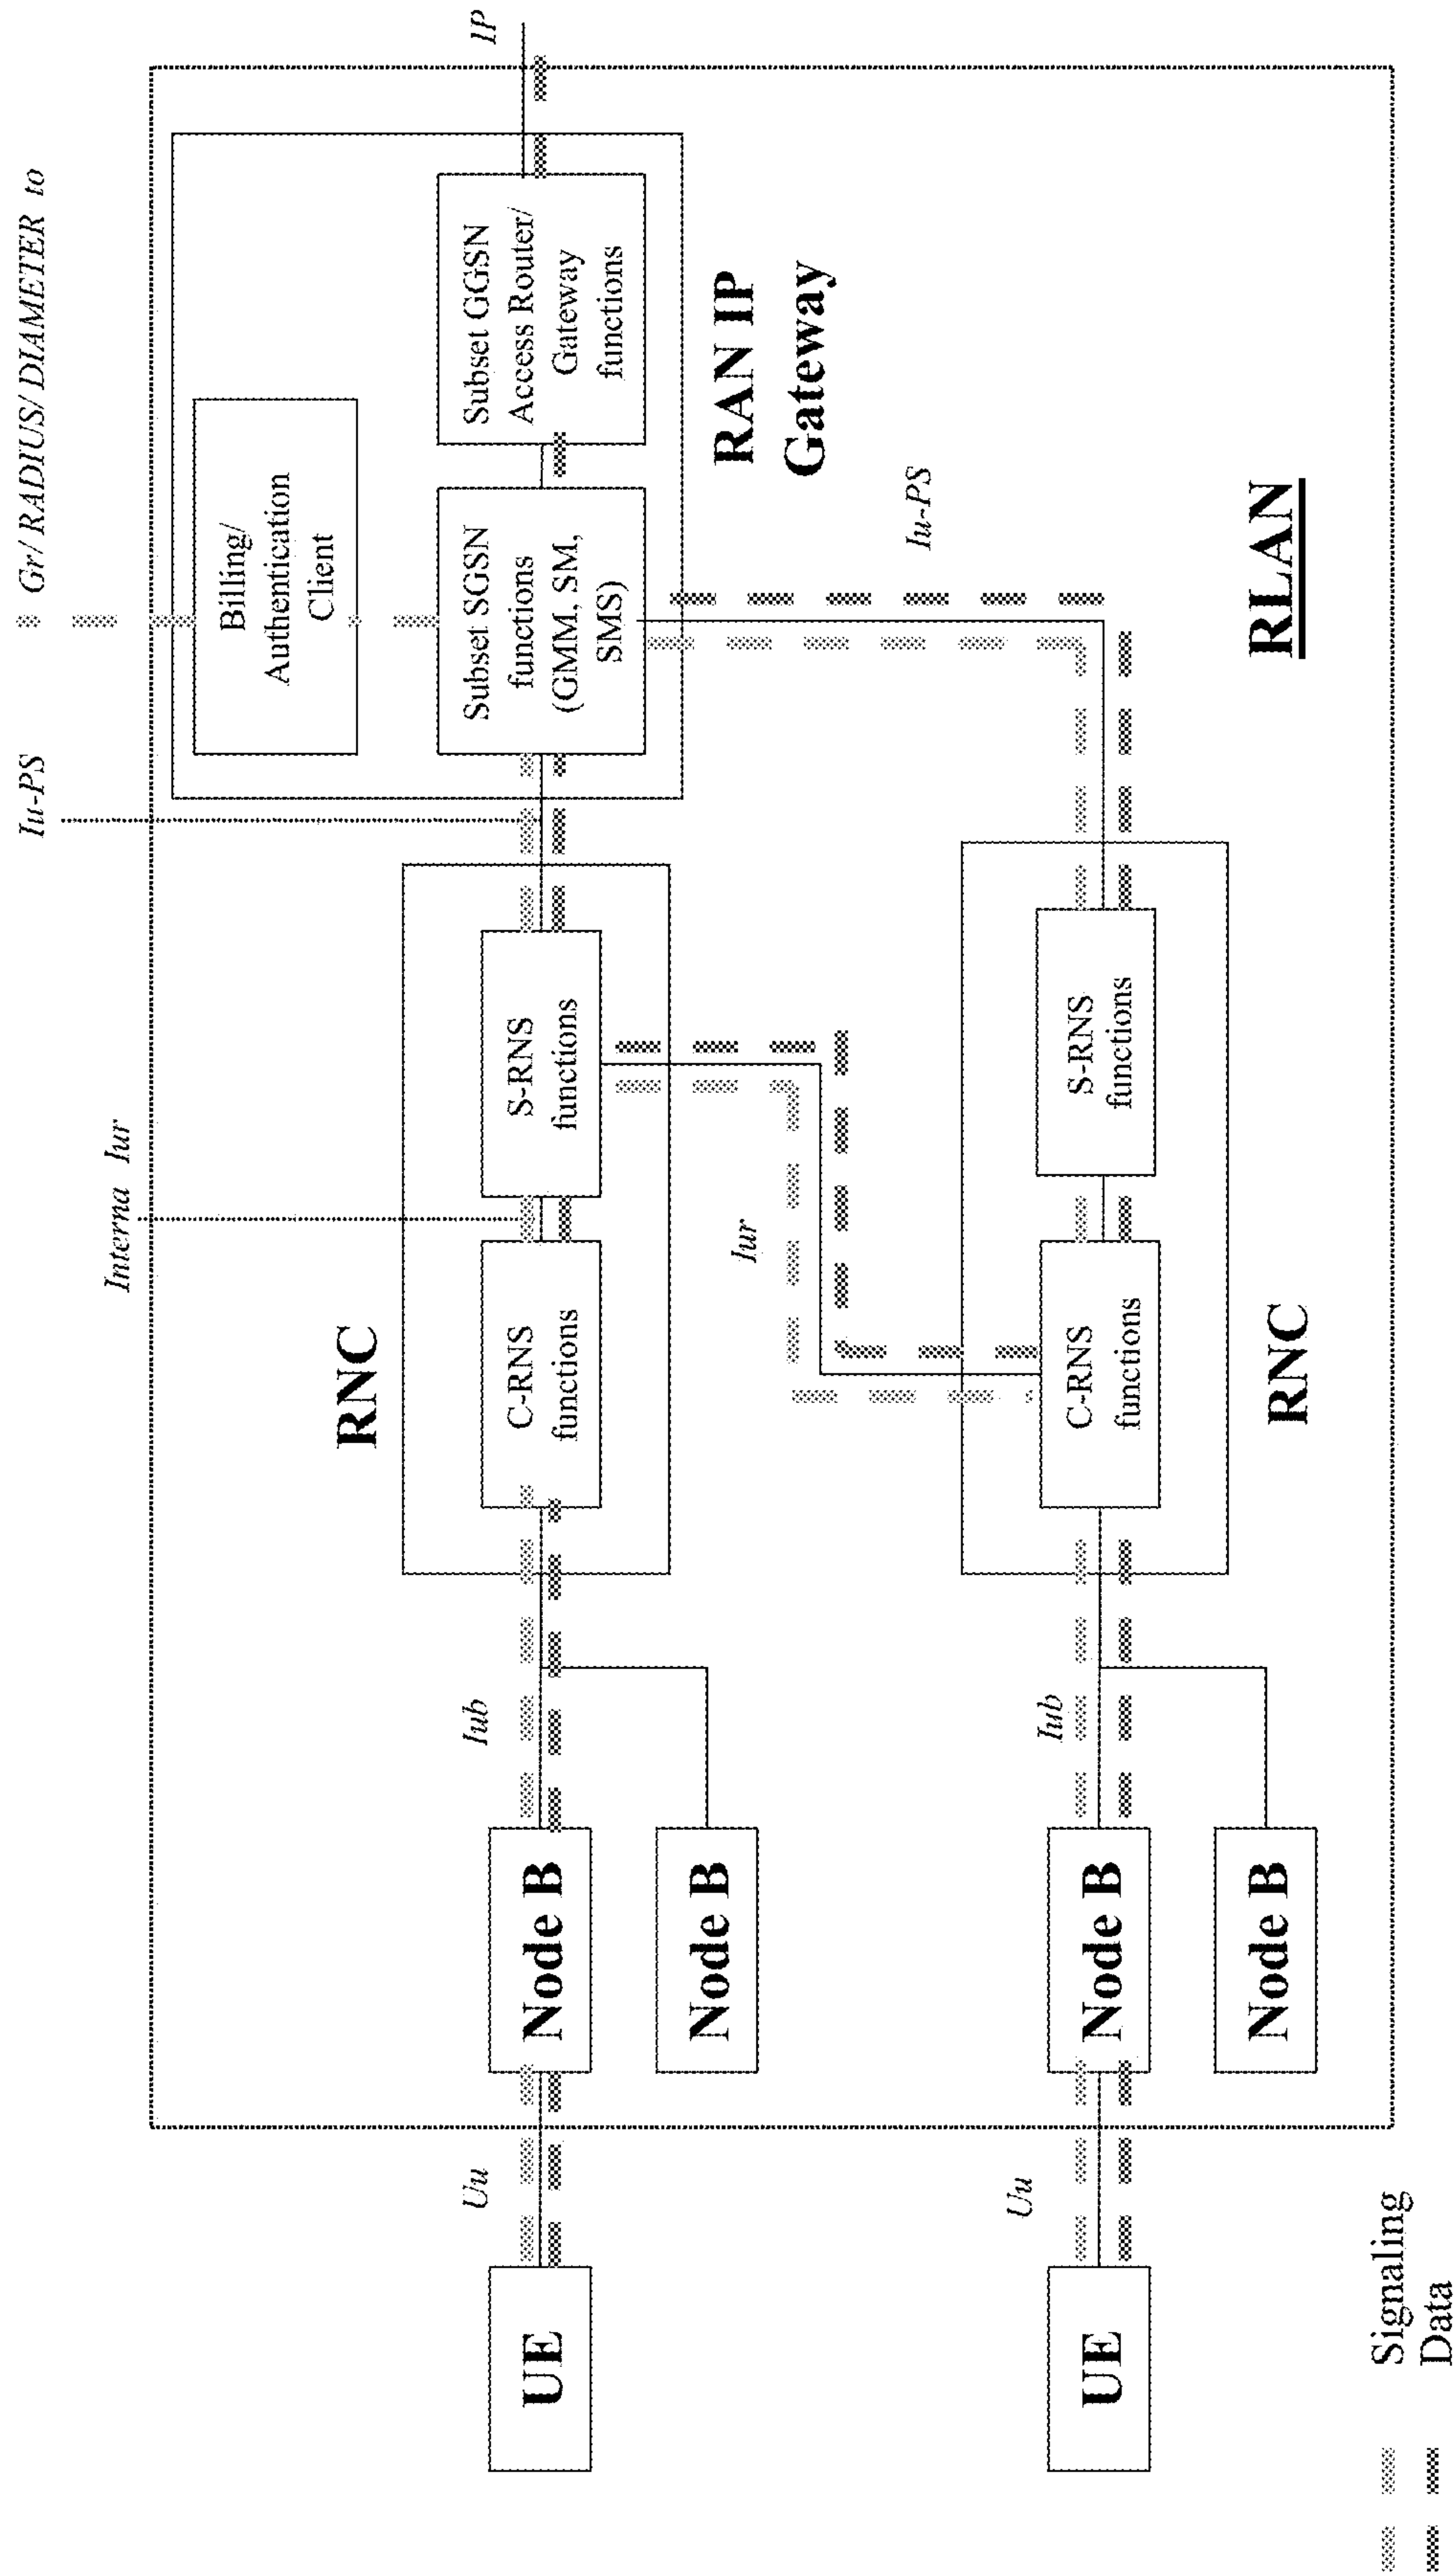 Gr/ RADIUS/ DIAMETER to
Iu-PS
Interna Iur
Billing/
Authentication
Client
IP
Subset SGSN
functions
(GMM, SM,
SMS)
Subset GGSN
Access Router/
Gateway
functions
RAN IP
Gateway
RNC
C-RNS
functions
S-RNS
functions
Uu
Iub
UE
Node B
Node B
Iur
Iu-PS
Uu
Iub
UE
Node B
Node B
C-RNS
functions
S-RNS
functions
RNC
RLAN
Signaling
Data